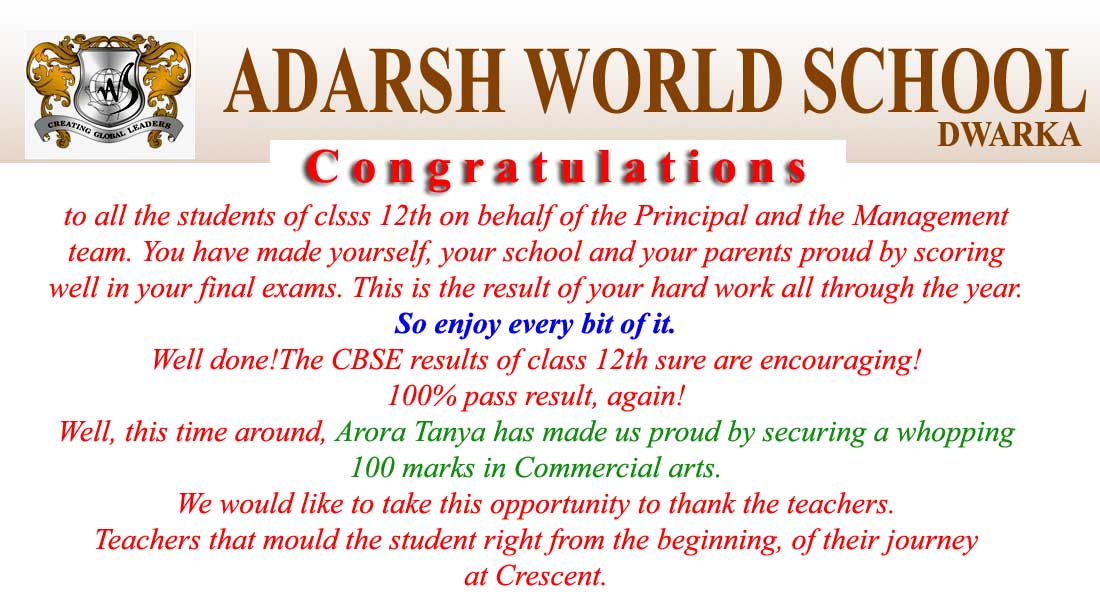 ADARSH WORLD SCHOOL
DWARKA
AWS
CREATING GLOBAL LEADERS
Congratulations
to all the students of clsss 12th on behalf of the Principal and the Management
team. You have made yourself, your school and your parents proud by scoring
well in your final exams. This is the result of your hard work all through the year.
So enjoy every bit of it.
Well done!The CBSE results of class 12th sure are encouraging!
100% pass result, again!
Well, this time around, Arora Tanya has made us proud by securing a whopping
100 marks in Commercial arts.
We would like to take this opportunity to thank the teachers.
Teachers that mould the student right from the beginning, of their journey
at Crescent.